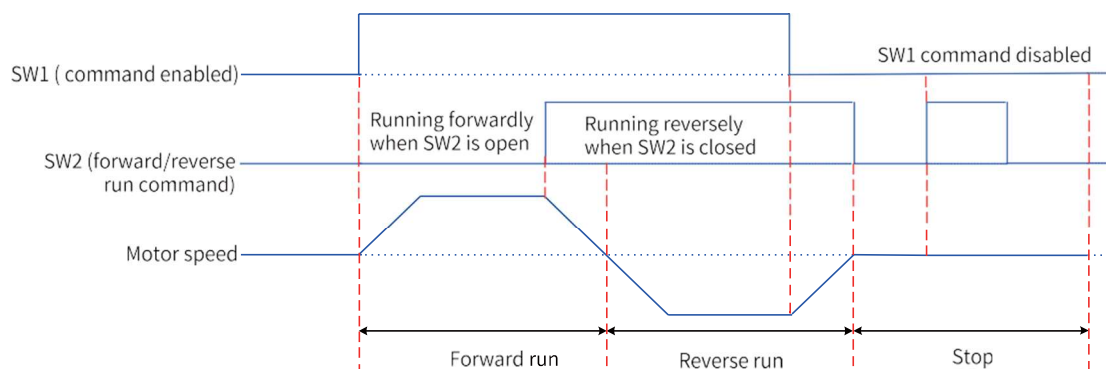 SW1 ( command enabled)
SW1 command disabled
Running forwardly
when SW2 is open
Running reversely
when SW2 is closed
SW2 (forward/reverse
run command)
Motor speed
Forward run
Reverse run
Stop